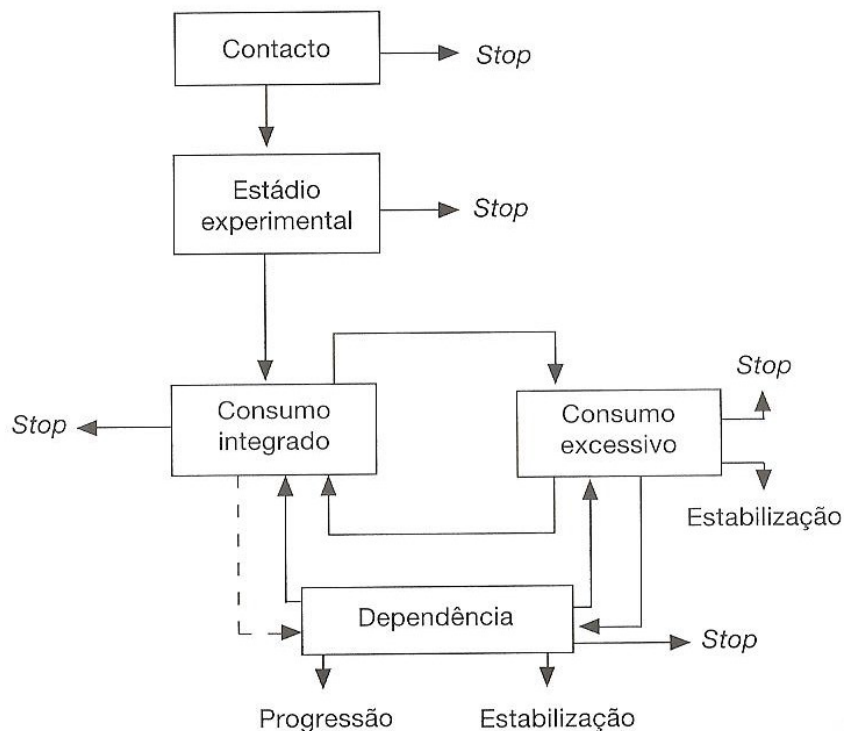 Contacto
Stop
Estádio
experimental
Stop
Stop
Consumo
integrado
Consumo
excessivo
Stop
Estabilização
Dependência
Stop
Progressão
Estabilização